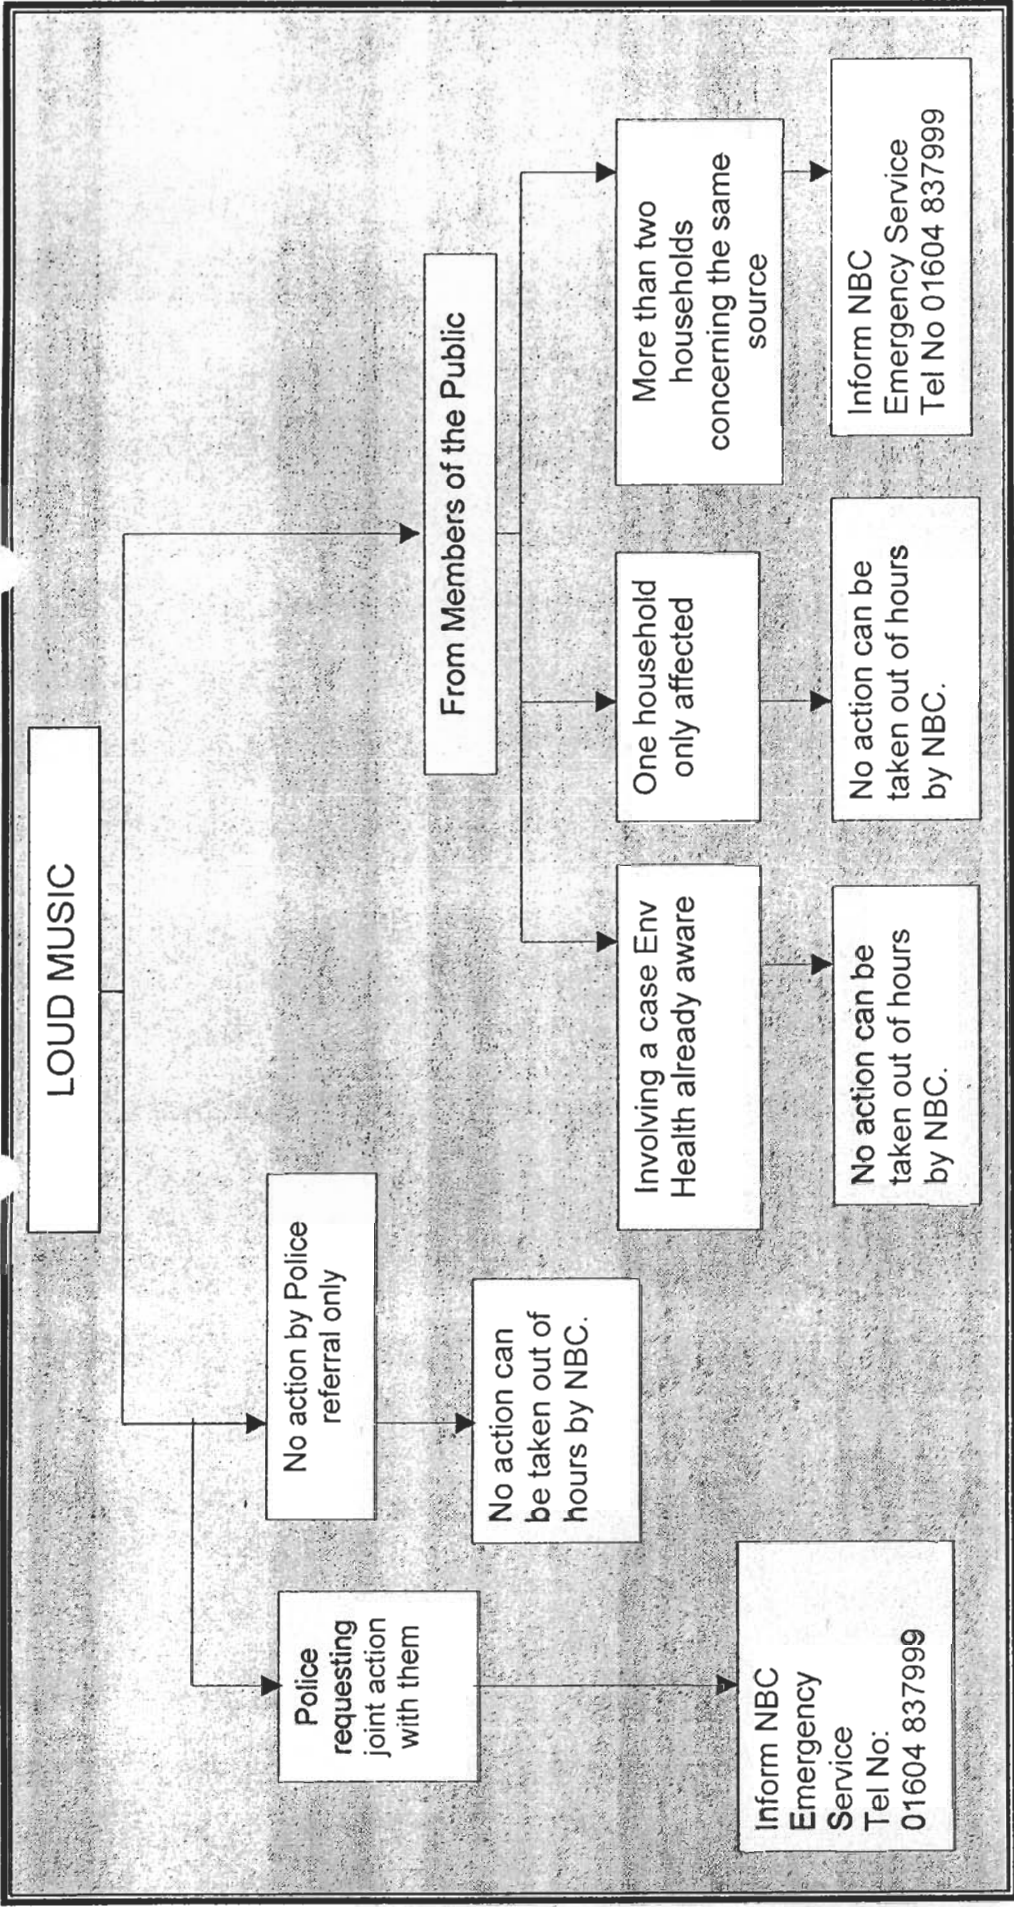 LOUD MUSIC
No action by Police
referral only
Police
requesting
joint action
with them
No action can
be taken out of
hours by NBC.
Inform NBC
Emergency
Service
Tel No:
01604 837999
From Members of the Public
Involving a case Env
Health already aware
One household
only affected
More than two
households
concerning the same
source
No action can be
taken out of hours
by NBC.
No action can be
taken out of hours
by NBC.
Inform NBC
Emergency Service
Tel No 01604 837999